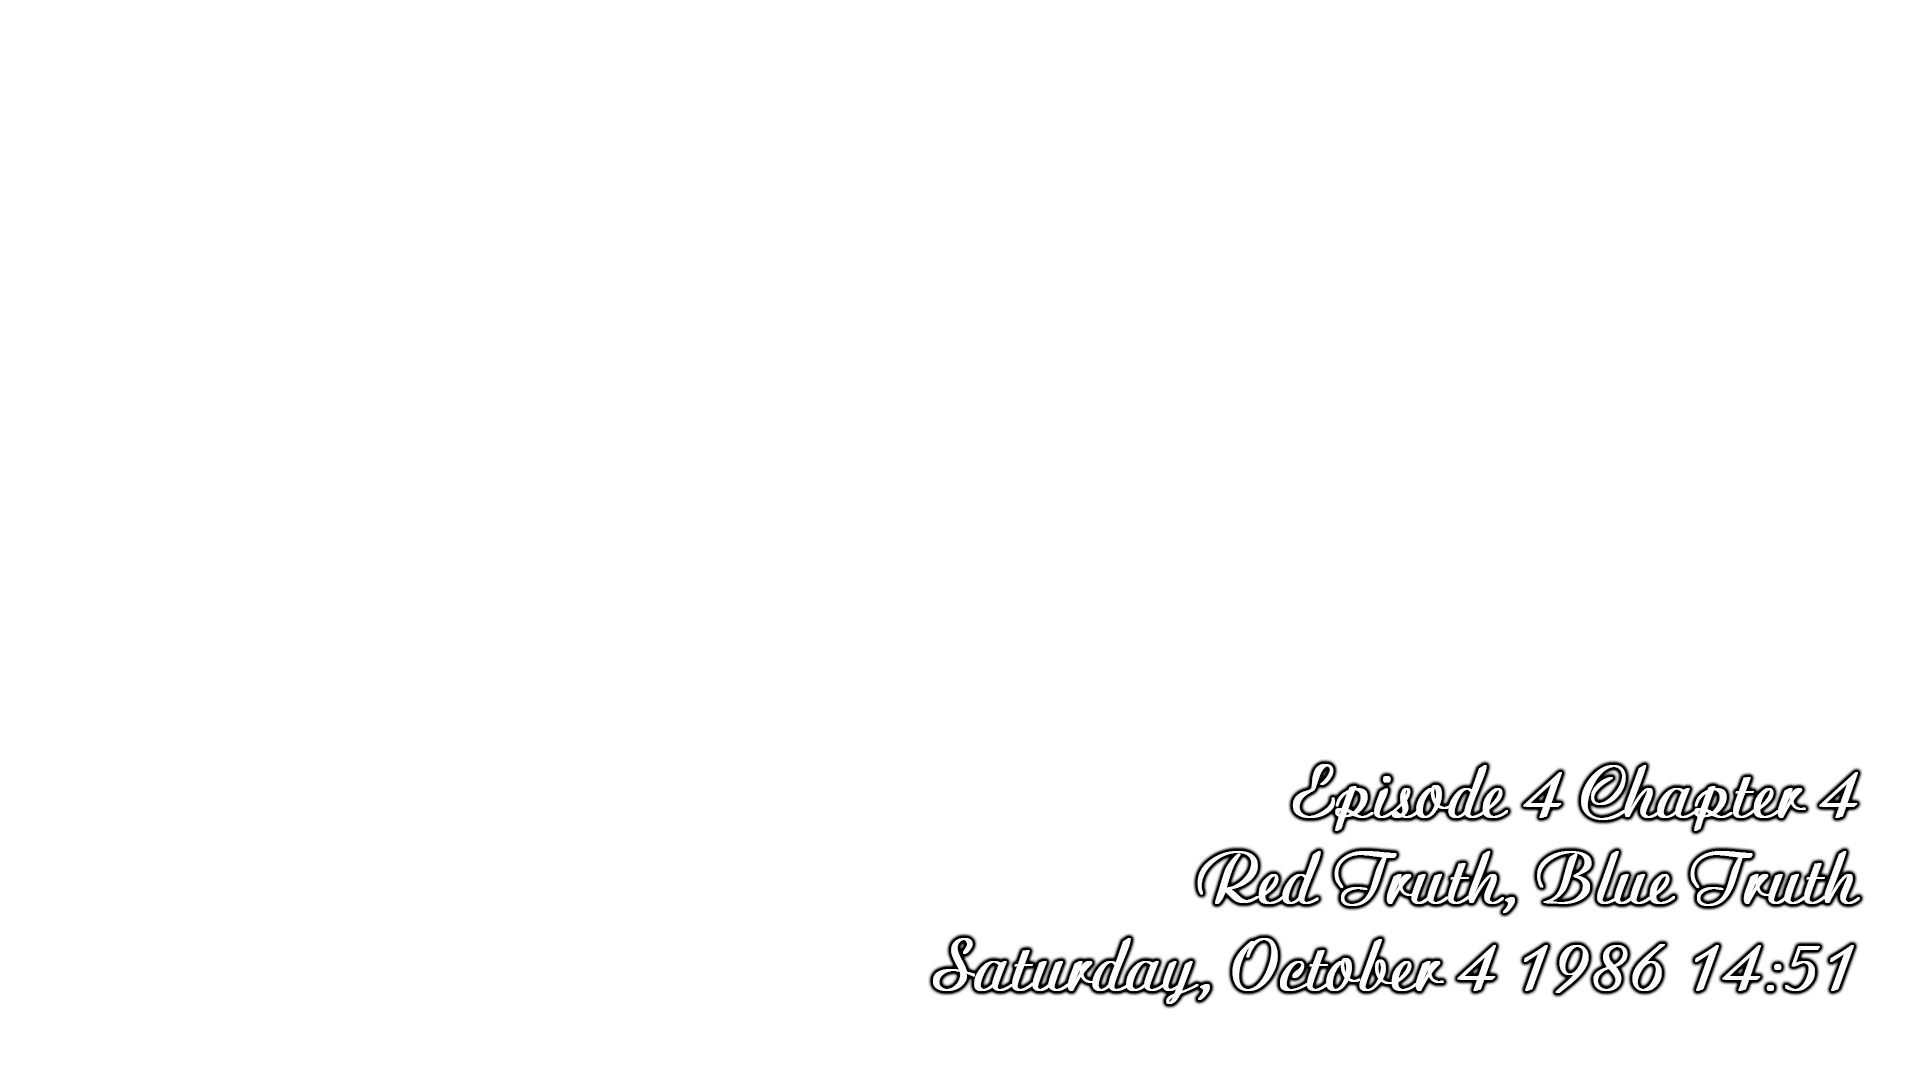 Episode 4 Chapter 4
Red Truth, Blue Truth
Saturday, October 4 1986 14:51